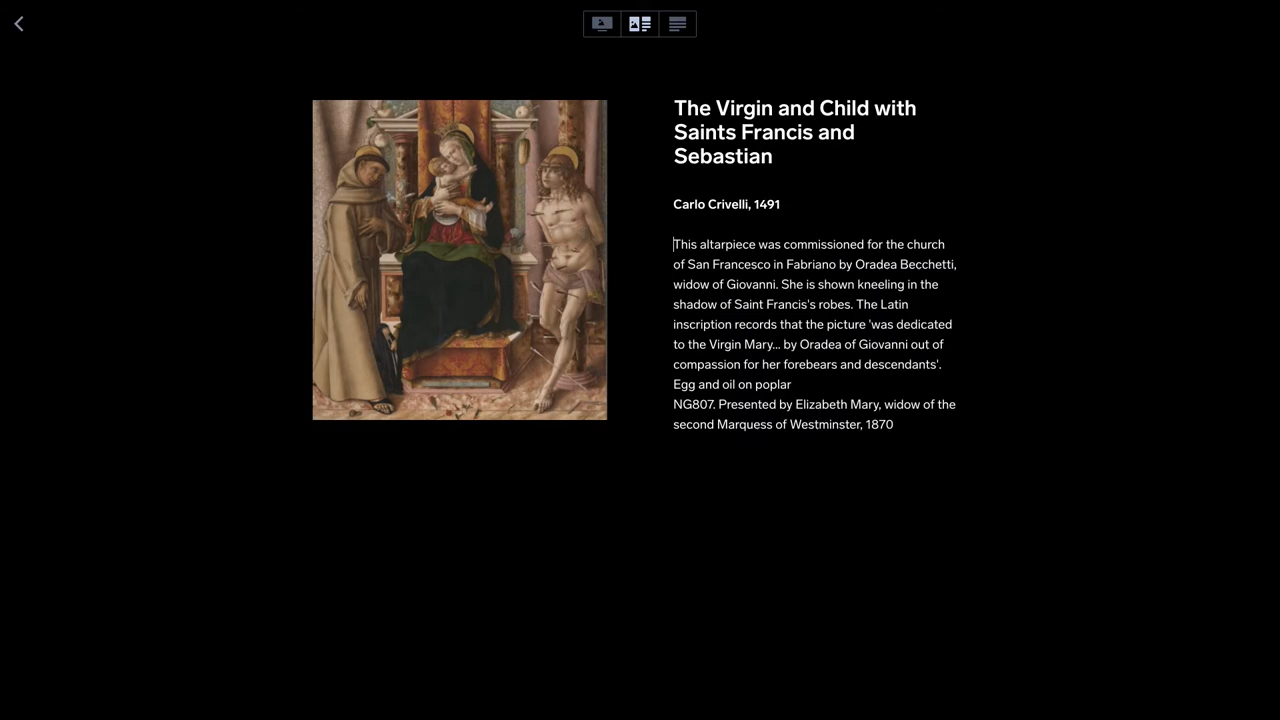 The Virgin and Child with
Saints Francis and
Sebastian
Carlo Crivelli, 1491
This altarpiece was commissioned for the church
of San Francesco in Fabriano by Oradea Becchetti,
widow of Giovanni. She is shown kneeling in the
shadow of Saint Francis's robes. The Latin
inscription records that the picture 'was dedicated
to the Virgin Mary... by Oradea of Giovanni out of
compassion for her forebears and descendants'.
Egg and oil on poplar
NG807. Presented by Elizabeth Mary, widow of the
second Marquess of Westminster, 1870